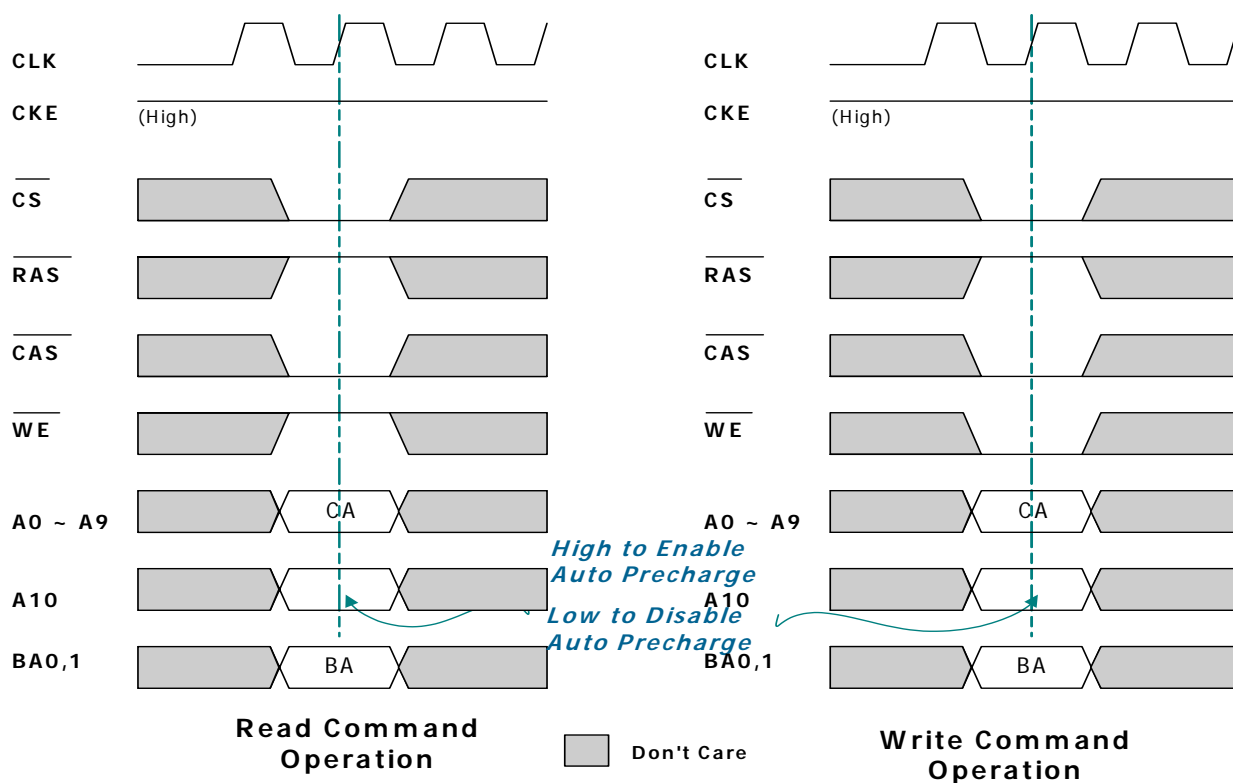 CLK
CKE
(High)
CS
RAS
CAS
WE
A0 ~ A9
CA
A10
BA0,1
BA
Read Command
Operation
High to Enable
Auto Precharge
Low to Disable
Auto Precharge
Don't Care
CLK
CKE
(High)
CS
RAS
CAS
WE
A0 ~ A9
CA
A10
BA0,1
BA
Write Command
Operation